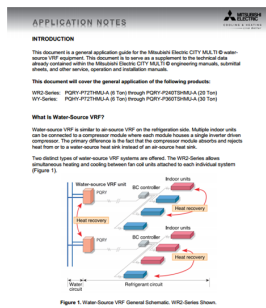 APPLICATION NOTES
MITSUBISHI
ELECTRIC
COOLING & HEATING
INTRODUCTION
This document is a general application guide for the Mitsubishi Electric CITY MULTI® water-
source VRF equipment. This document is to serve as a supplement to the technical data
already contained within the Mitsubishi Electric CITY MULTI® engineering manuals, submittal
sheets, and other service, operation and installation manuals.
This document will cover the general application of the following products:
WR2-Series: PQRY-P72THMU-A (6 Ton) through PQRY-P240TSHMU-A (20 Ton)
WY-Series: PQHY-P72THMU-A (6 Ton) through PQHY-P360TSHMU-A (30 Ton)
What is Water-Source VRF?
Water-source VRF is similar to air-source VRF on the refrigeration side. Multiple indoor units
can be connected to a compressor module where each module houses a single inverter driven
compressor. The primary difference is the fact that the compressor module absorbs and rejects
heat from or to a water-source heat sink instead of an air-source heat sink.
Two distinct types of water-source VRF systems are offered. The WR2-Series allows
simultaneous heating and cooling between fan coil units attached to each individual system
(Figure 1).
Indoor units
Water-source VRF unit
BC controller
PQRY
Heat recovery
Heat recovery
Indoor units
BC controller
PQRY
Heat recovery
Water
circuit
Refrigerant circuit
Figure 1. Water-Source VRF General Schematic. WR2-Series Shown.